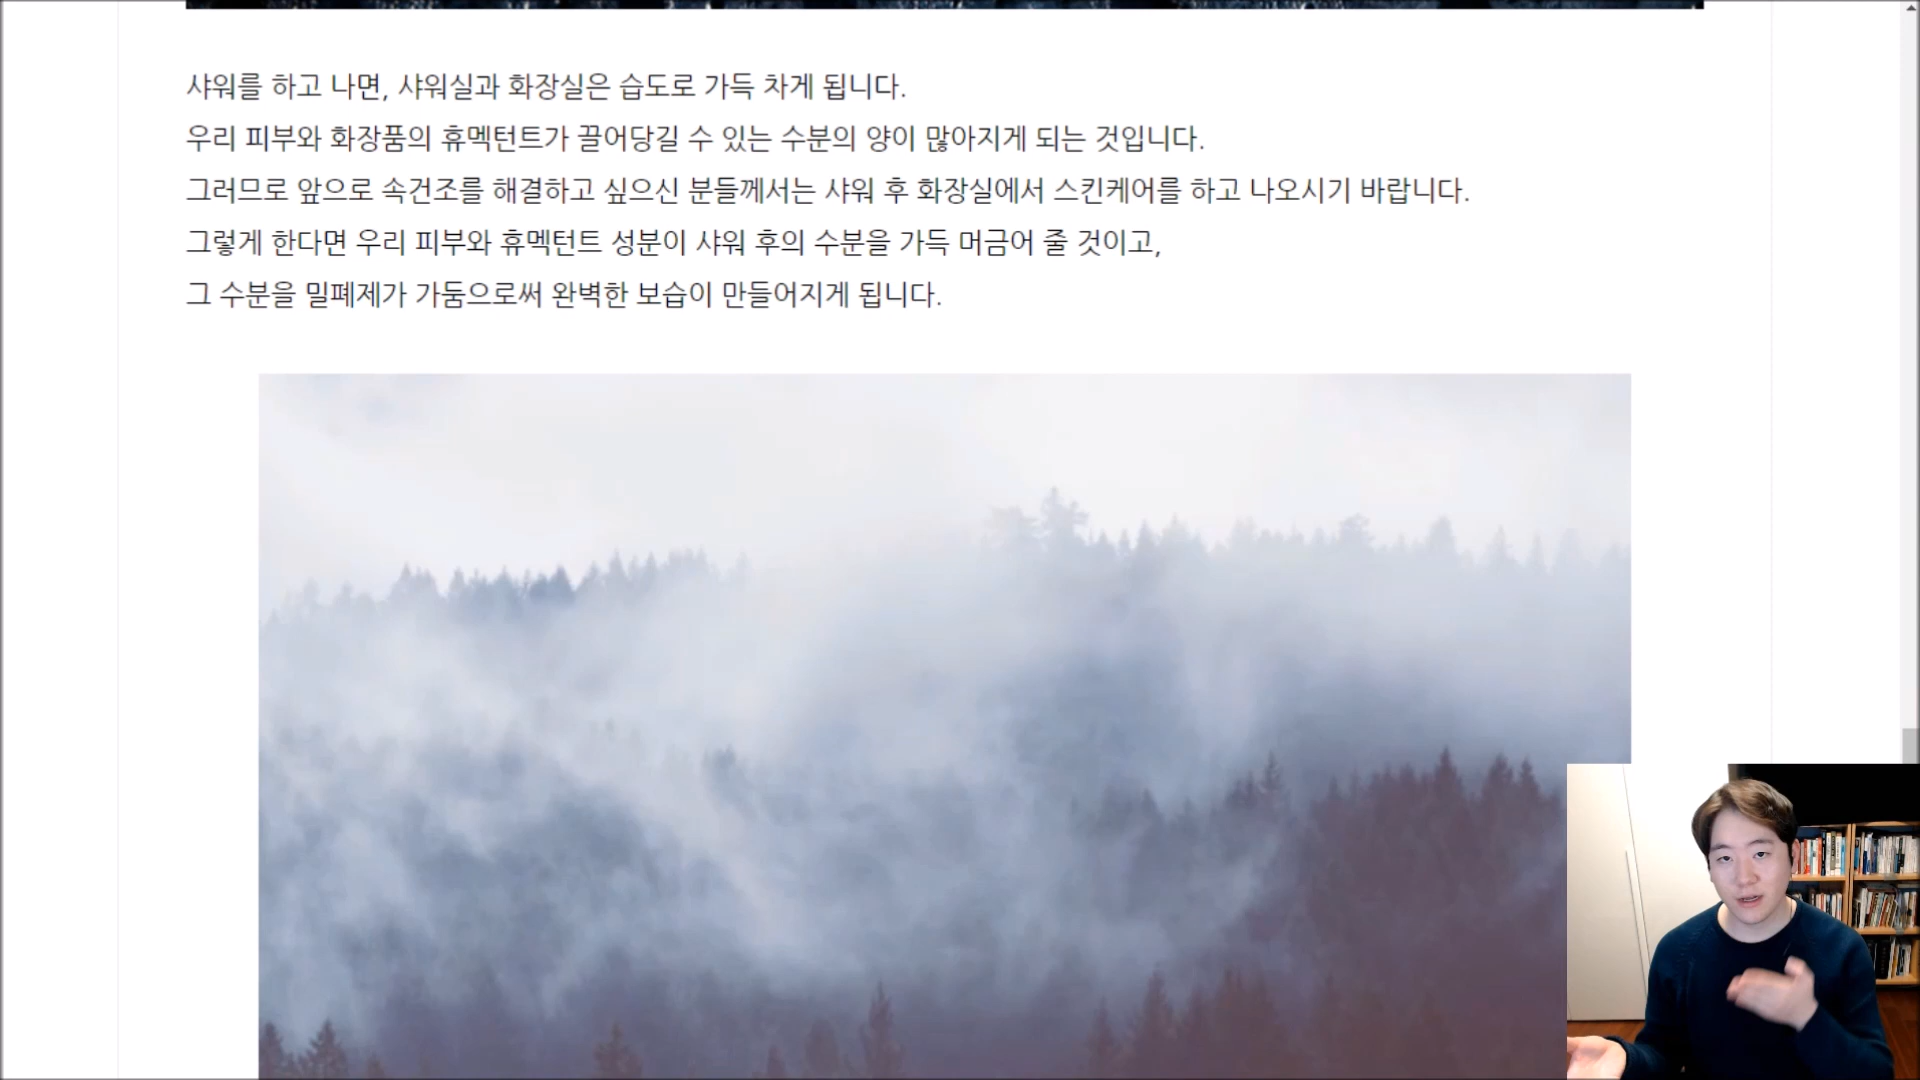 샤워를 하고 나면, 샤워실과 화장실은 습도로 가득 차게 됩니다.
우리 피부와 화장품의 휴멕턴트가 끌어당길 수 있는 수분의 양이 많아지게 되는 것입니다.
그러므로 앞으로 속건조를 해결하고 싶으신 분들께서는 샤워 후 화장실에서 스킨케어를 하고 나오시기 바랍니다.
그렇게 한다면 우리 피부와 휴멕턴트 성분이 샤워 후의 수분을 가득 머금어 줄 것이고,
그 수분을 밀폐제가 가둠으로써 완벽한 보습이 만들어지게 됩니다.